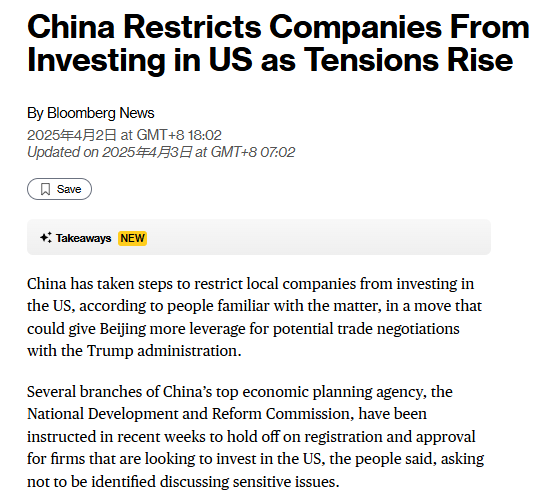 China Restricts Companies From
Investing in US as Tensions Rise
By Bloomberg News
2025年4月2日 at GMT+8 18:02
Updated on 2025年4月3日 at GMT+8 07:02
Save
Takeaways NEW
China has taken steps to restrict local companies from investing in
the US, according to people familiar with the matter, in a move that
could give Beijing more leverage for potential trade negotiations
with the Trump administration.
Several branches of China’s top economic planning agency, the
National Development and Reform Commission, have been
instructed in recent weeks to hold off on registration and approval
for firms that are looking to invest in the US, the people said, asking
not to be identified discussing sensitive issues.